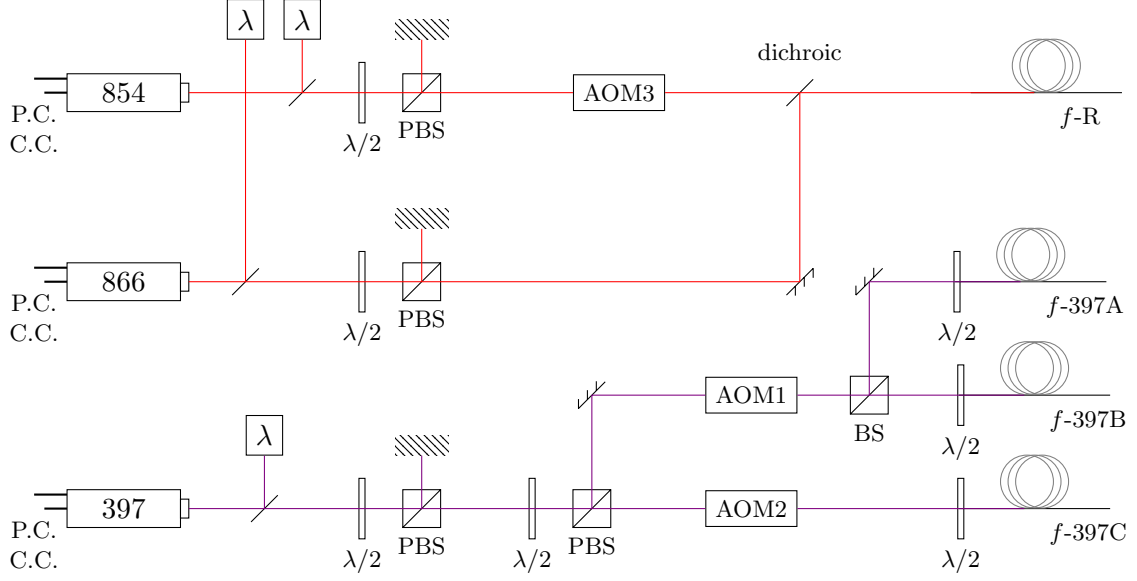 λ λ
dichroic
854 AOM3
P.C. PBS f-R
C.C. λ/2
866
P.C. PBS f-397A
C.C. λ/2 λ/2
AOM1
λ BS f-397B
λ/2
397 AOM2
P.C. PBS PBS f-397C
C.C. λ/2 λ/2 λ/2